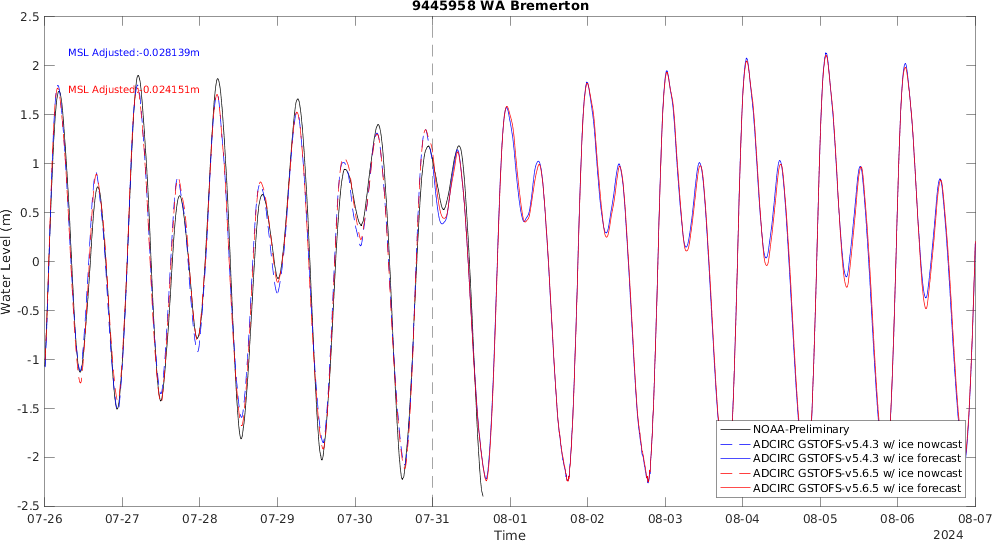 9445958 WA Bremerton
MSL Adjusted:-0.028139m
MSL Adjusted:-0.024151m
Water Level (m)
2.5
2
1.5
1
0.5
0
-0.5
-1
-1.5
-2
-2.5
NOAA-Preliminary
ADCIRC GSTOFS-v5.4.3 w/ ice nowcast
ADCIRC GSTOFS-v5.4.3 w/ ice forecast
ADCIRC GSTOFS-v5.6.5 w/ ice nowcast
ADCIRC GSTOFS-v5.6.5 w/ ice forecast
07-26 07-27 07-28 07-29 07-30 07-31 08-01 08-02 08-03 08-04 08-05 08-06 08-07
Time
2024